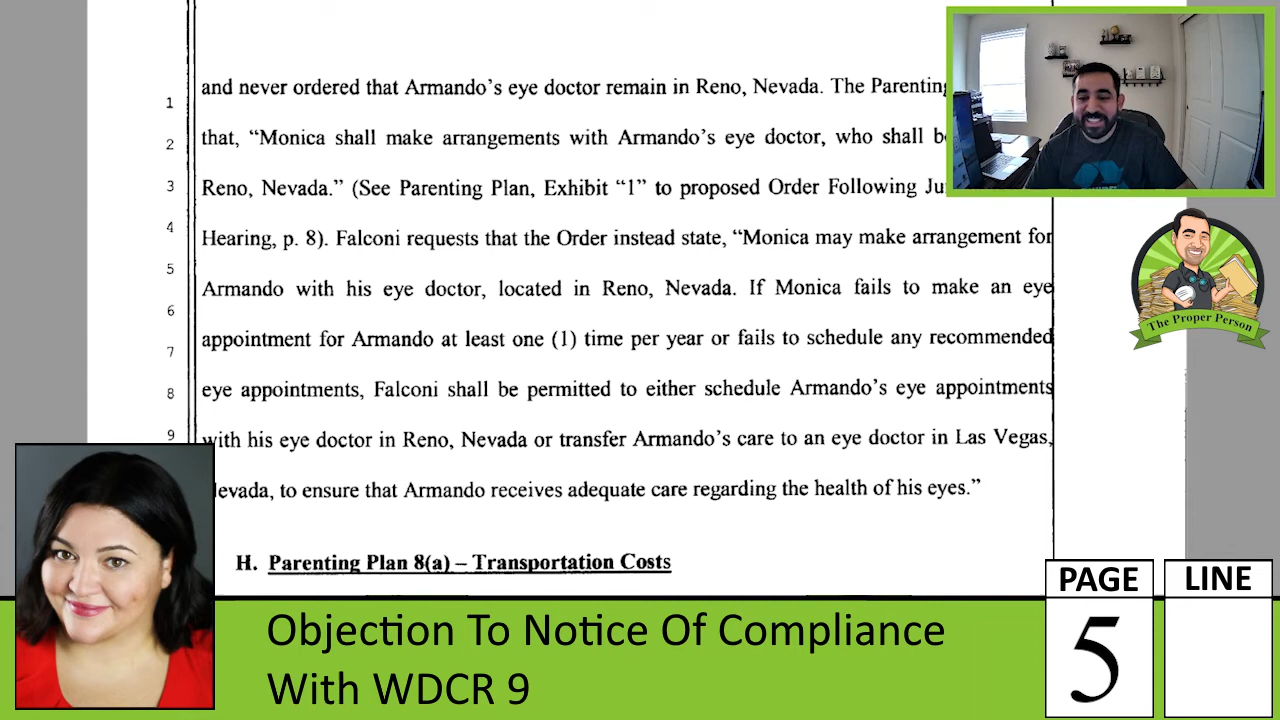 and never ordered that Armando's eye doctor remain in Reno, Nevada. The Parenting
that, “Monica shall make arrangements with Armando's eye doctor, who shall
Reno, Nevada.” (See Parenting Plan, Exhibit “1” to proposed Order Following
Hearing, p. 8). Falconi requests that the Order instead state, “Monica may make arrangement for
Armando with his eye doctor, located in Reno, Nevada. If Monica fails to make an eye
appointment for Armando at least one (1) time per year or fails to schedule any recommended
eye appointments, Falconi shall be permitted to either schedule Armando's eye appointments
with his eye doctor in Reno, Nevada or transfer Armando's care to an eye doctor in Las Vegas,
Nevada, to ensure that Armando receives adequate care regarding the health of his eyes.”
H. Parenting Plan 8(a) – Transportation Costs
1
2
3
4
5
6
7
8
9
The Proper Person
Objection To Notice Of Compliance
With WDCR 9
PAGE
5
LINE